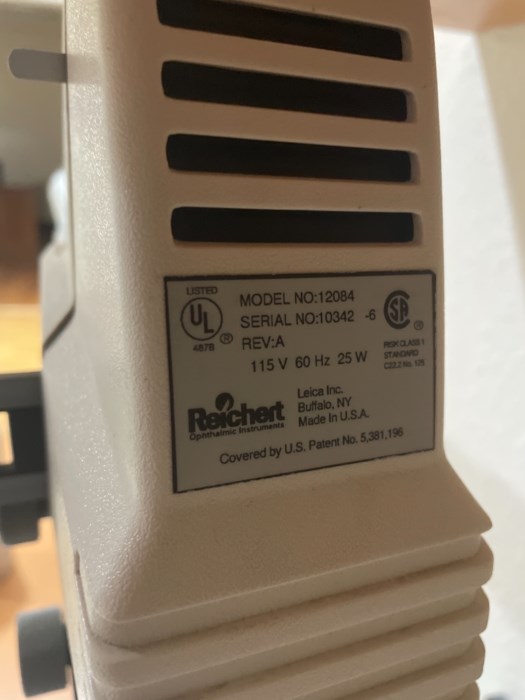 LISTED
UL
®
487B
MODEL NO:12084
SERIAL NO:10342 -6
REV:A
115 V 60 Hz 25 W
SA
®
RISK CLASS 1
STANDARD
C22.2 No. 125
Reichert
Ophthalmic Instruments
Leica Inc.
Buffalo, NY
Made In U.S.A.
Covered by U.S. Patent No. 5,381,196